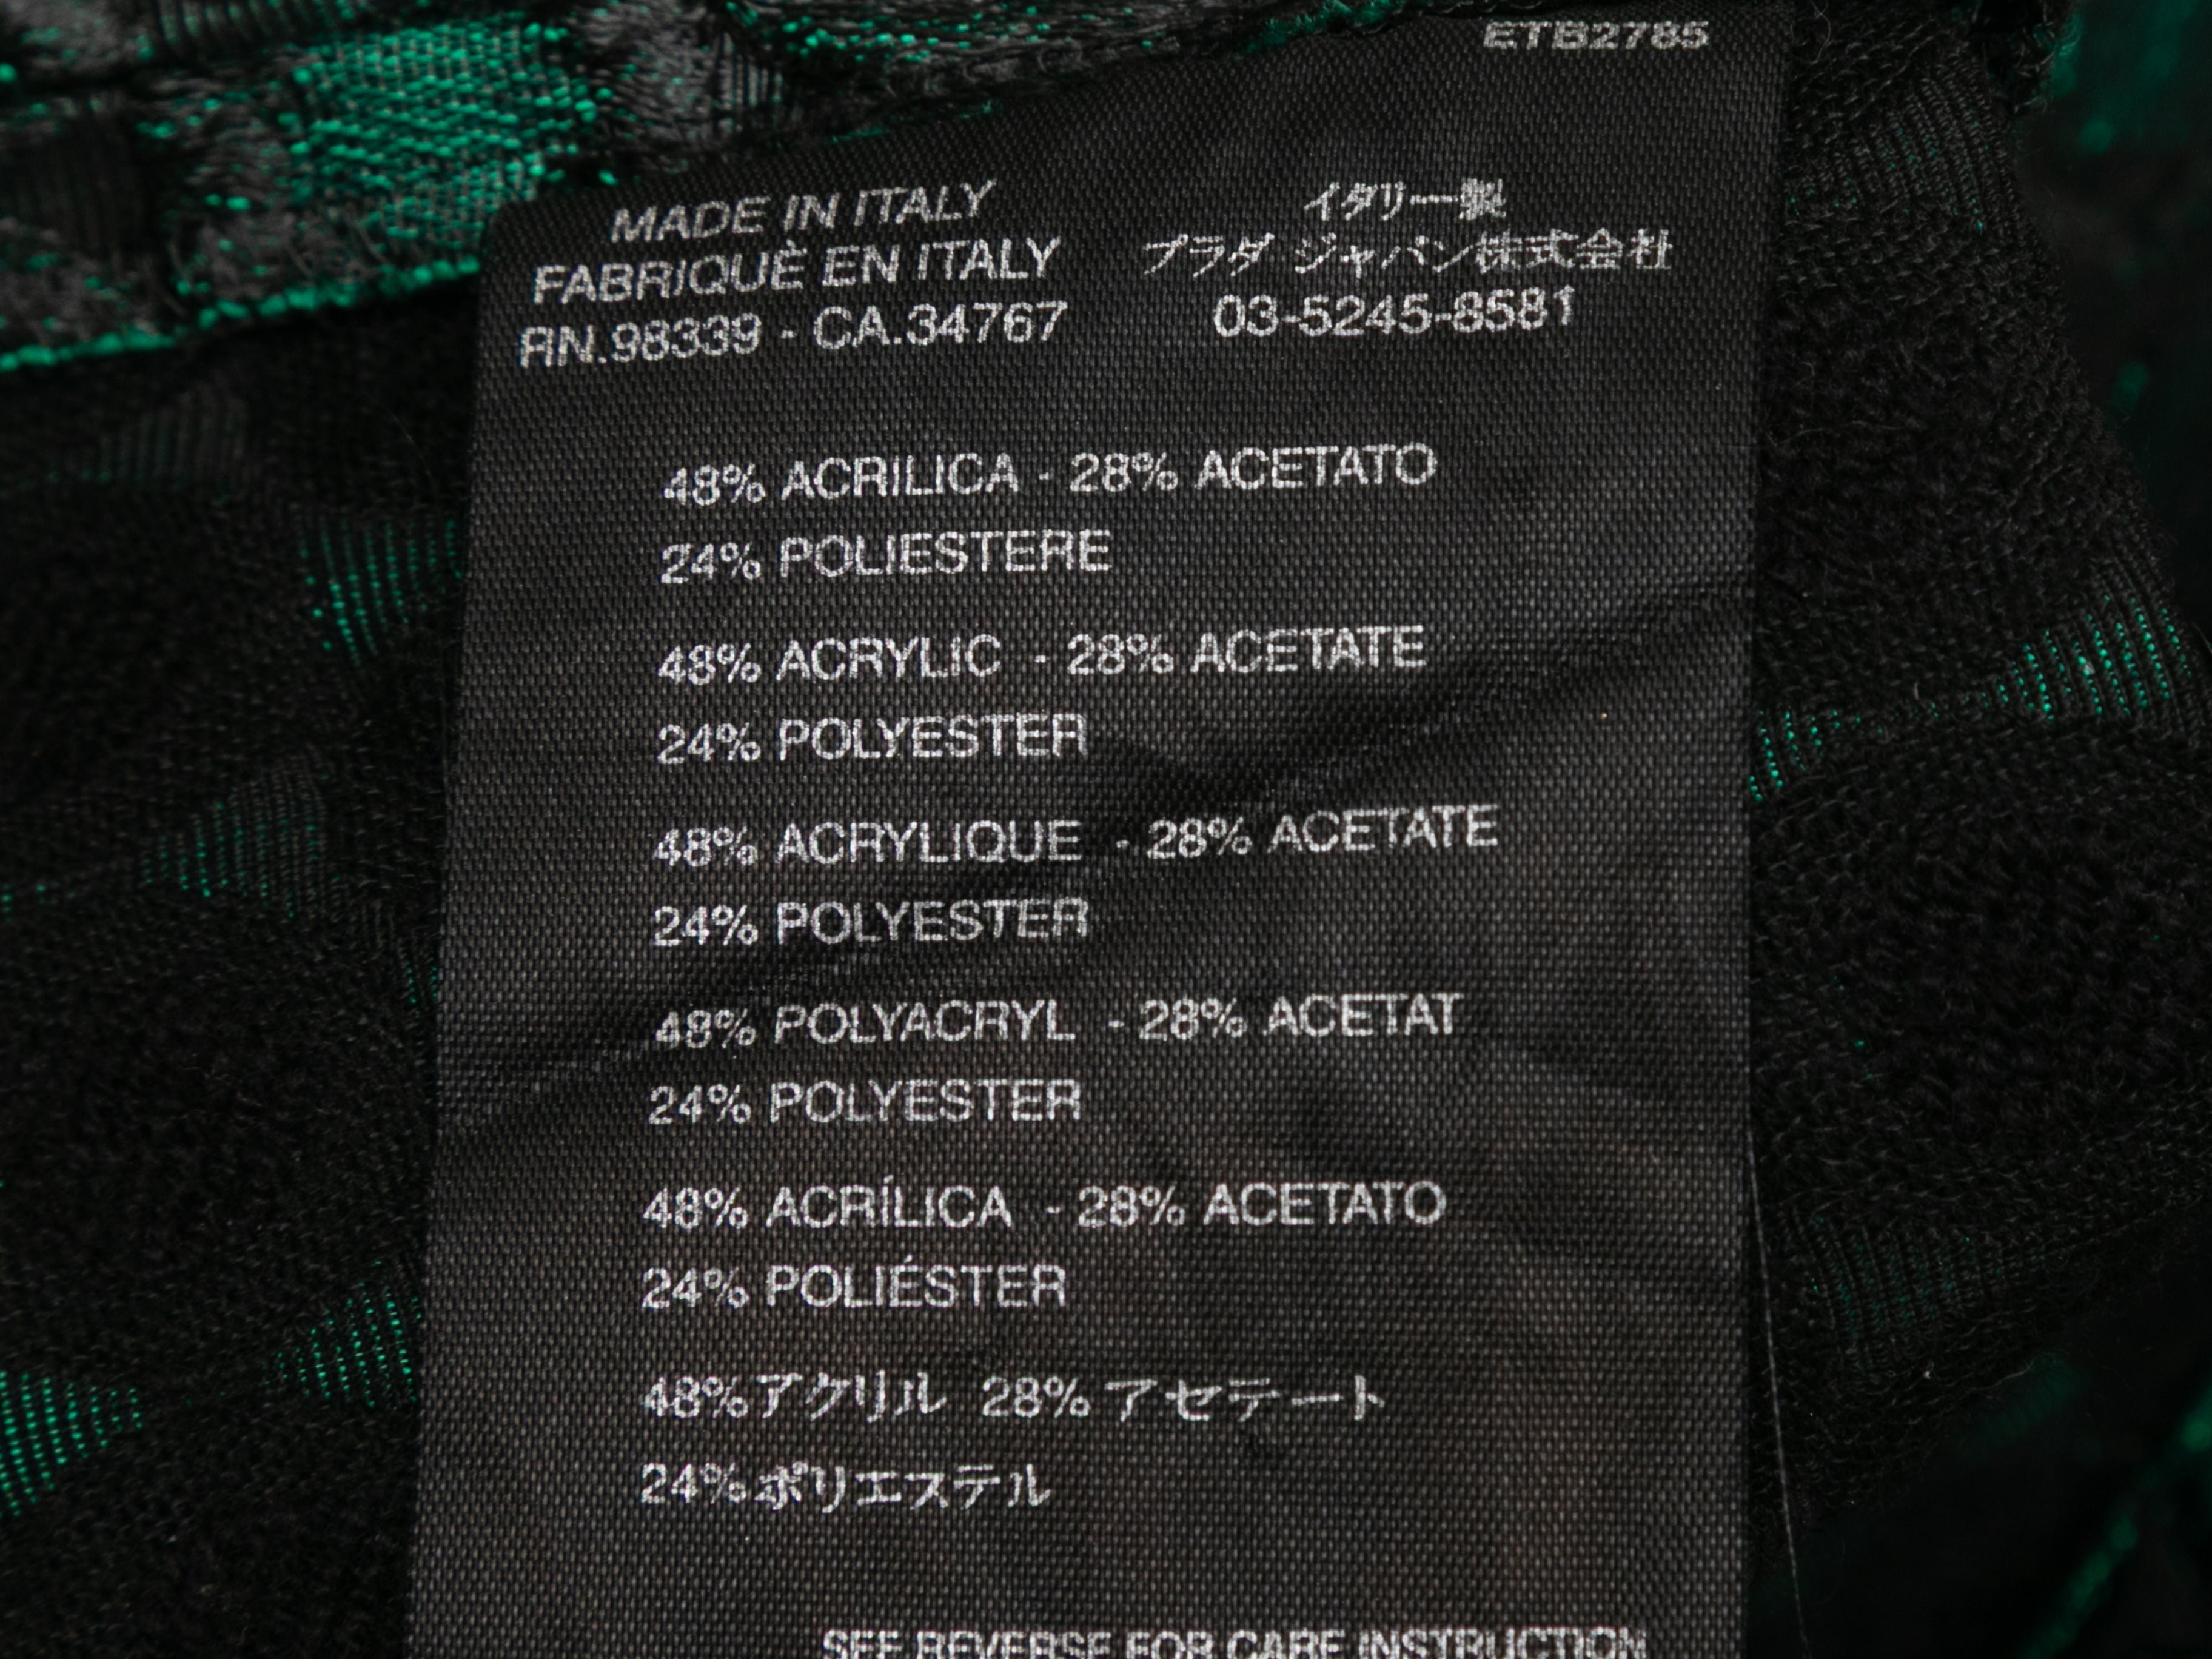 ETB2785
MADE IN ITALY
FABRIQUÈ EN ITALY
RN.98339 - CA.34767
イタリー製
プラダ ジャパン株式会社
03-5245-8581
48% ACRILICA - 28% ACETATO
24% POLIESTERE
48% ACRYLIC - 28% ACETATE
24% POLYESTER
48% ACRYLIQUE - 28% ACETATE
24% POLYESTER
48% POLYACRYL - 28% ACETAT
24% POLYESTER
48% ACRÍLICA - 28% ACETATO
24% POLIÉSTER
48%アクリル 28%アセテート
24%ポリエステル
SEE REVERSE FOR CARE INSTRUCTION